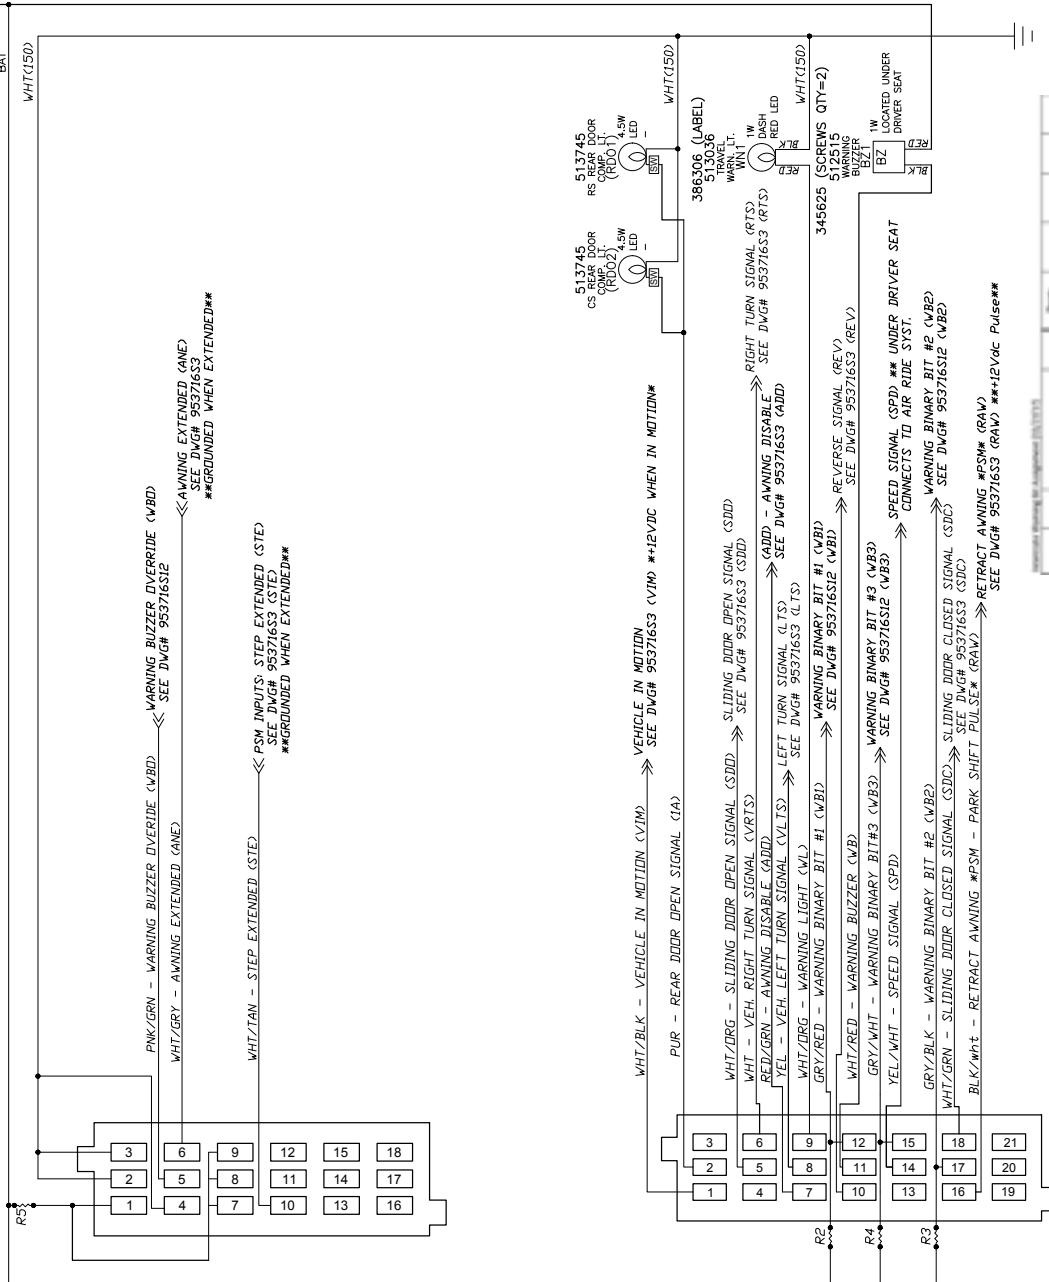 BAT
WHT(150)
WHT(150)
WHT(150)
513745
RS REAR DOOR
COMP. LT.
(RDO1)
4.5W
LED
SW
513745
CS REAR DOOR
COMP. LT.
(RDO2)
4.5W
LED
SW
386306 (LABEL)
513036
TRAVEL
WARN. LT.
WN1
1W
DASH
RED LED
BLK
RED
345625 (SCREWS QTY=2)
512515
WARNING
BUZZER
BZ1
BZ
1W
LOCATED UNDER
DRIVER SEAT
RED
BLK
PNK/GRN - WARNING BUZZER OVERIDE (WBO)
WARNING BUZZER OVERRIDE (WBO)
SEE DWG# 953716S12
WHT/GRY - AWNING EXTENDED (ANE)
AWNING EXTENDED (ANE)
SEE DWG# 953716S3
**GROUNDED WHEN EXTENDED**
WHT/TAN - STEP EXTENDED (STE)
PSM INPUTS; STEP EXTENDED (STE)
SEE DWG# 953716S3 (STE)
**GROUNDED WHEN EXTENDED**
WHT/BLK - VEHICLE IN MOTION (VIM)
VEHICLE IN MOTION
SEE DWG# 953716S3 (VIM) *+12VDC WHEN IN MOTION*
PUR - REAR DOOR OPEN SIGNAL (1A)
WHT/ORG - SLIDING DOOR OPEN SIGNAL (SDO)
SLIDING DOOR OPEN SIGNAL (SDO)
SEE DWG# 953716S3 (SDO)
WHT - VEH. RIGHT TURN SIGNAL (VRTS)
RIGHT TURN SIGNAL (RTS)
SEE DWG# 953716S3 (RTS)
RED/GRN - AWNING DISABLE (ADO)
(ADO) - AWNING DISABLE
SEE DWG# 953716S3 (ADO)
YEL - VEH. LEFT TURN SIGNAL (VLTS)
LEFT TURN SIGNAL (LTS)
SEE DWG# 953716S3 (LTS)
WHT/ORG - WARNING LIGHT (WL)
GRY/RED - WARNING BINARY BIT #1 (WB1)
WARNING BINARY BIT #1 (WB1)
SEE DWG# 953716S12 (WB1)
REVERSE SIGNAL (REV)
SEE DWG# 953716S3 (REV)
WHT/RED - WARNING BUZZER (WB)
GRY/WHT - WARNING BINARY BIT#3 (WB3)
WARNING BINARY BIT #3 (WB3)
SEE DWG# 953716S12 (WB3)
YEL/WHT - SPEED SIGNAL (SPD)
SPEED SIGNAL (SPD) ** UNDER DRIVER SEAT
CONNECTS TO AIR RIDE SYST.
GRY/BLK - WARNING BINARY BIT #2 (WB2)
WARNING BINARY BIT #2 (WB2)
SEE DWG# 953716S12 (WB2)
WHT/GRN - SLIDING DOOR CLOSED SIGNAL (SDC)
SLIDING DOOR CLOSED SIGNAL (SDC)
SEE DWG# 953716S3 (SDC)
BLK/wht - RETRACT AWNING *PSM - PARK SHIFT PULSE* (RAW)
RETRACT AWNING *PSM* (RAW)
SEE DWG# 953716S3 (RAW) **+12Vdc Pulse**
3 6 9 12 15 18
2 5 8 11 14 17
1 4 7 10 13 16
R5
3 6 9 12 15 18 21
2 5 8 11 14 17 20
1 4 7 10 13 16 19
R2
R4
R3